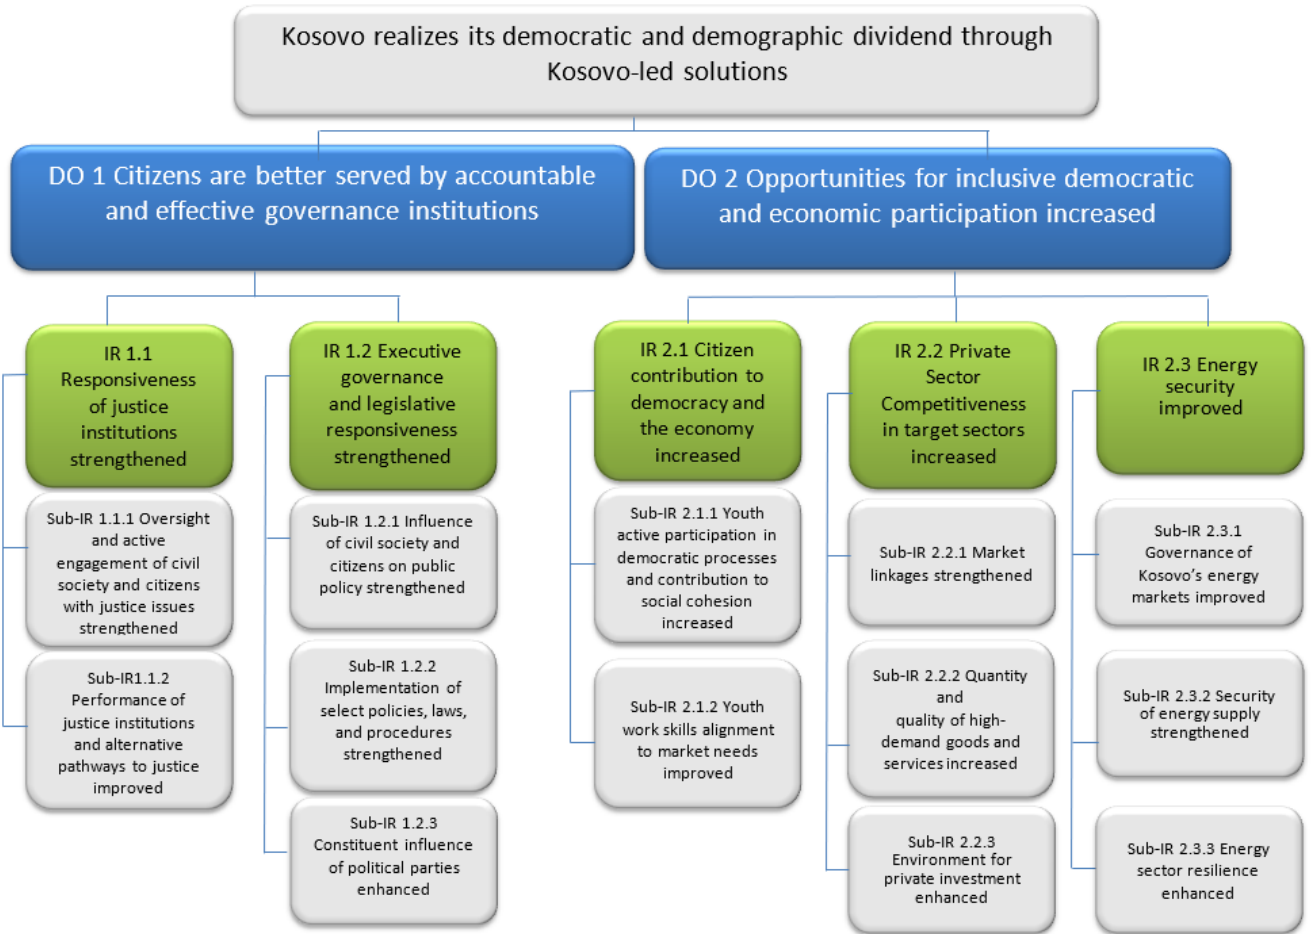 Kosovo realizes its democratic and demographic dividend through
Kosovo-led solutions
DO 1 Citizens are better served by accountable
and effective governance institutions
DO 2 Opportunities for inclusive democratic
and economic participation increased
IR 1.1
Responsiveness
of justice
institutions
strengthened
Sub-IR 1.1.1 Oversight
and active
engagement of civil
society and citizens
with justice issues
strengthened
Sub-IR1.1.2
Performance of
justice institutions
and alternative
pathways to justice
improved
IR 1.2 Executive
governance
and legislative
responsiveness
strengthened
Sub-IR 1.2.1 Influence
of civil society and
citizens on public
policy strengthened
Sub-IR 1.2.2
Implementation of
select policies, laws,
and procedures
strengthened
Sub-IR 1.2.3
Constituent influence
of political parties
enhanced
IR 2.1 Citizen
contribution to
democracy and
the economy
increased
Sub-IR 2.1.1 Youth
active participation in
democratic processes
and contribution to
social cohesion
increased
Sub-IR 2.1.2 Youth
work skills alignment
to market needs
improved
IR 2.2 Private
Sector
Competitiveness
in target sectors
increased
Sub-IR 2.2.1 Market
linkages strengthened
Sub-IR 2.2.2 Quantity
and
quality of high-
demand goods and
services increased
Sub-IR 2.2.3
Environment for
private investment
enhanced
IR 2.3 Energy
security
improved
Sub-IR 2.3.1
Governance of
Kosovo's energy
markets improved
Sub-IR 2.3.2 Security
of energy supply
strengthened
Sub-IR 2.3.3 Energy
sector resilience
enhanced